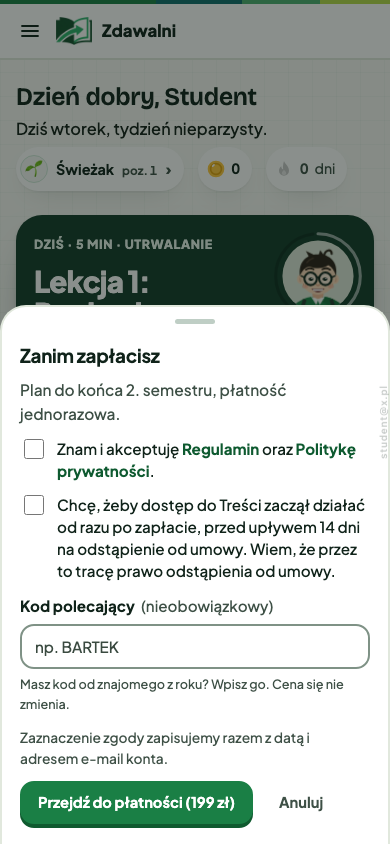 Zdawalni
Dzień dobry, Student
Dziś wtorek, tydzień nieparzysty.
Świeżak poz. 1 › 0 0 dni
DZIŚ · 5 MIN · UTRWALANIE
Lekcja 1:
Zanim zapłacisz
Plan do końca 2. semestru, płatność
jednorazowa.
student@x.pl
Znam i akceptuję Regulamin oraz Politykę
prywatności.
Chcę, żeby dostęp do Treści zaczął działać
od razu po zapłacie, przed upływem 14 dni
na odstąpienie od umowy. Wiem, że przez
to tracę prawo odstąpienia od umowy.
Kod polecający (nieobowiązkowy)
np. BARTEK
Masz kod od znajomego z roku? Wpisz go. Cena się nie
zmienia.
Zaznaczenie zgody zapisujemy razem z datą i
adresem e-mail konta.
Przejdź do płatności (199 zł) Anuluj